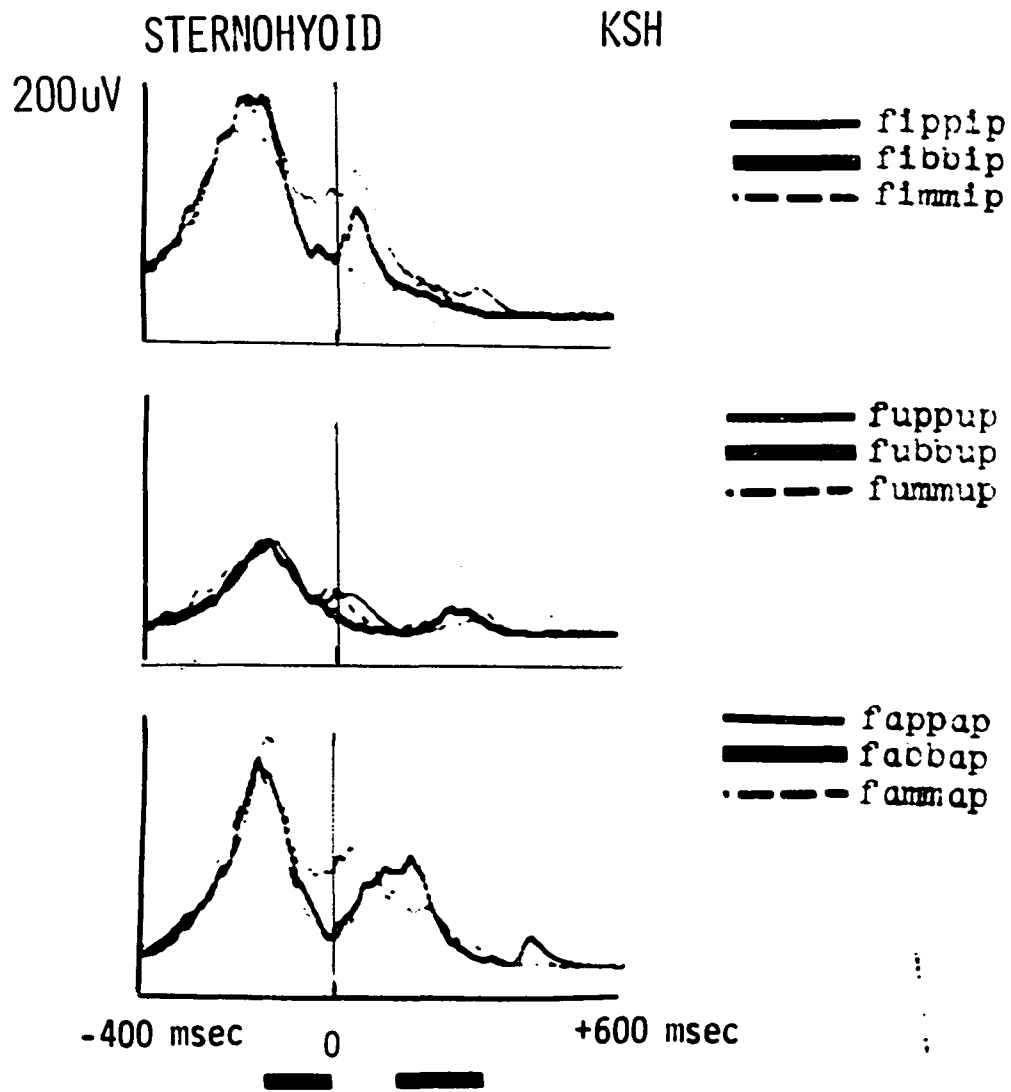 STERNOHYOID KSH
200uV
fippip
fibbip
fimmip
fuppup
fubbup
fummup
fappap
fabbap
fammap
-400 msec 0 +600 msec